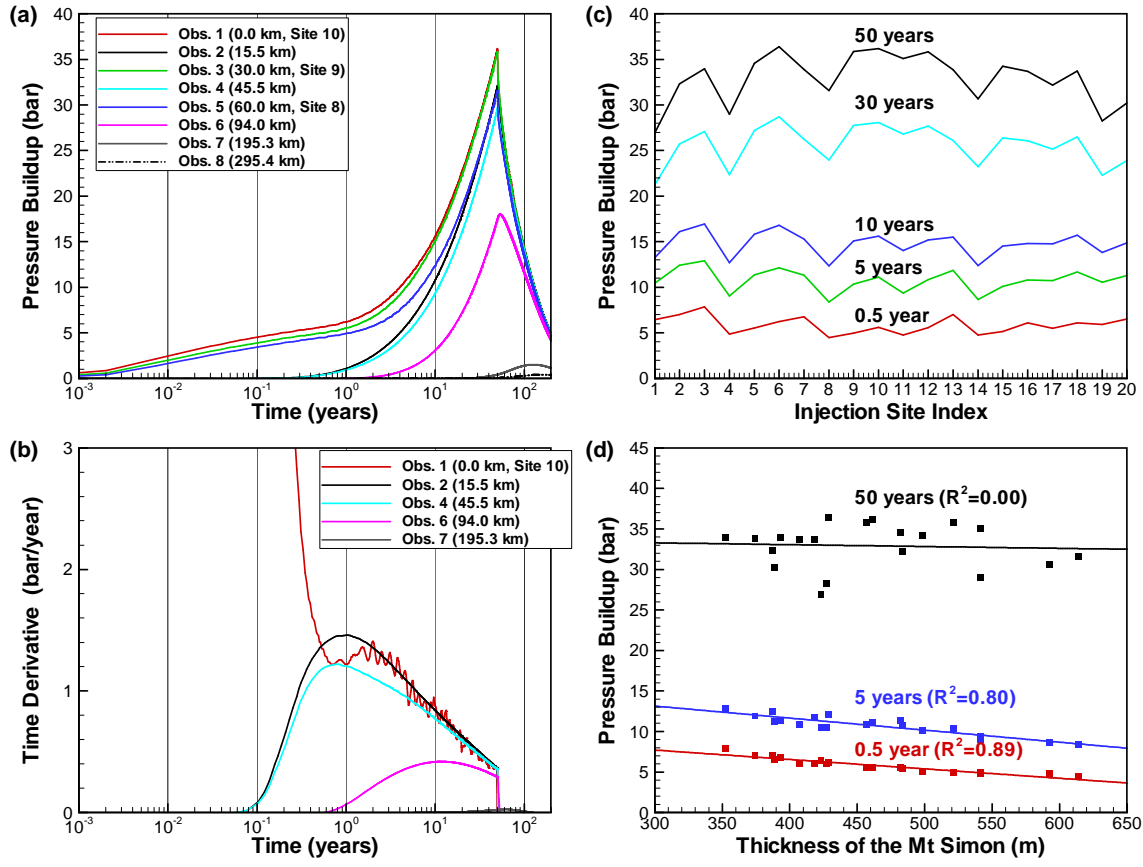 (a)
Obs. 1 (0.0 km, Site 10)
Obs. 2 (15.5 km)
Obs. 3 (30.0 km, Site 9)
Obs. 4 (45.5 km)
Obs. 5 (60.0 km, Site 8)
Obs. 6 (94.0 km)
Obs. 7 (195.3 km)
Obs. 8 (295.4 km)
Pressure Buildup (bar)
40
35
30
25
20
15
10
5
0
10⁻³ 10⁻² 10⁻¹ 10⁰ 10¹ 10²
Time (years)
(c)
50 years
30 years
10 years
5 years
0.5 year
Pressure Buildup (bar)
40
35
30
25
20
15
10
5
0
1 2 3 4 5 6 7 8 9 10 11 12 13 14 15 16 17 18 19 20
Injection Site Index
(b)
Obs. 1 (0.0 km, Site 10)
Obs. 2 (15.5 km)
Obs. 4 (45.5 km)
Obs. 6 (94.0 km)
Obs. 7 (195.3 km)
Time Derivative (bar/year)
3
2
1
0
10⁻³ 10⁻² 10⁻¹ 10⁰ 10¹ 10²
Time (years)
(d)
50 years (R²=0.00)
5 years (R²=0.80)
0.5 year (R²=0.89)
Pressure Buildup (bar)
45
40
35
30
25
20
15
10
5
0
300 350 400 450 500 550 600 650
Thickness of the Mt Simon (m)